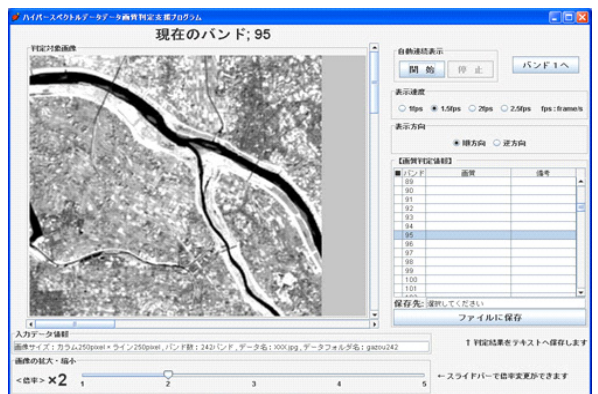 ハイパースペクトルデータデータ画質判定支援プログラム
現在のバンド; 95
判定対象画像
自動連続表示
開 始
停 止
バンド１へ
表示速度
1fps 1.5fps 2fps 2.5fps fps : frame/s
表示方向
順方向 逆方向
【画質判定情報】
バンド 画質 備考
89
90
91
92
93
94
95
96
97
98
99
100
101
保存先: 選択してください
ファイルに保存
入力データ情報
画像サイズ : カラム250pixel × ライン250pixel , バンド数 : 242バンド , データ名 : XXX.jpg , データフォルダ名 : gazou242
↑ 判定結果をテキストへ保存します
画像の拡大・縮小
<倍率> ×2
1 2 3 4 5
←スライドバーで倍率変更ができます